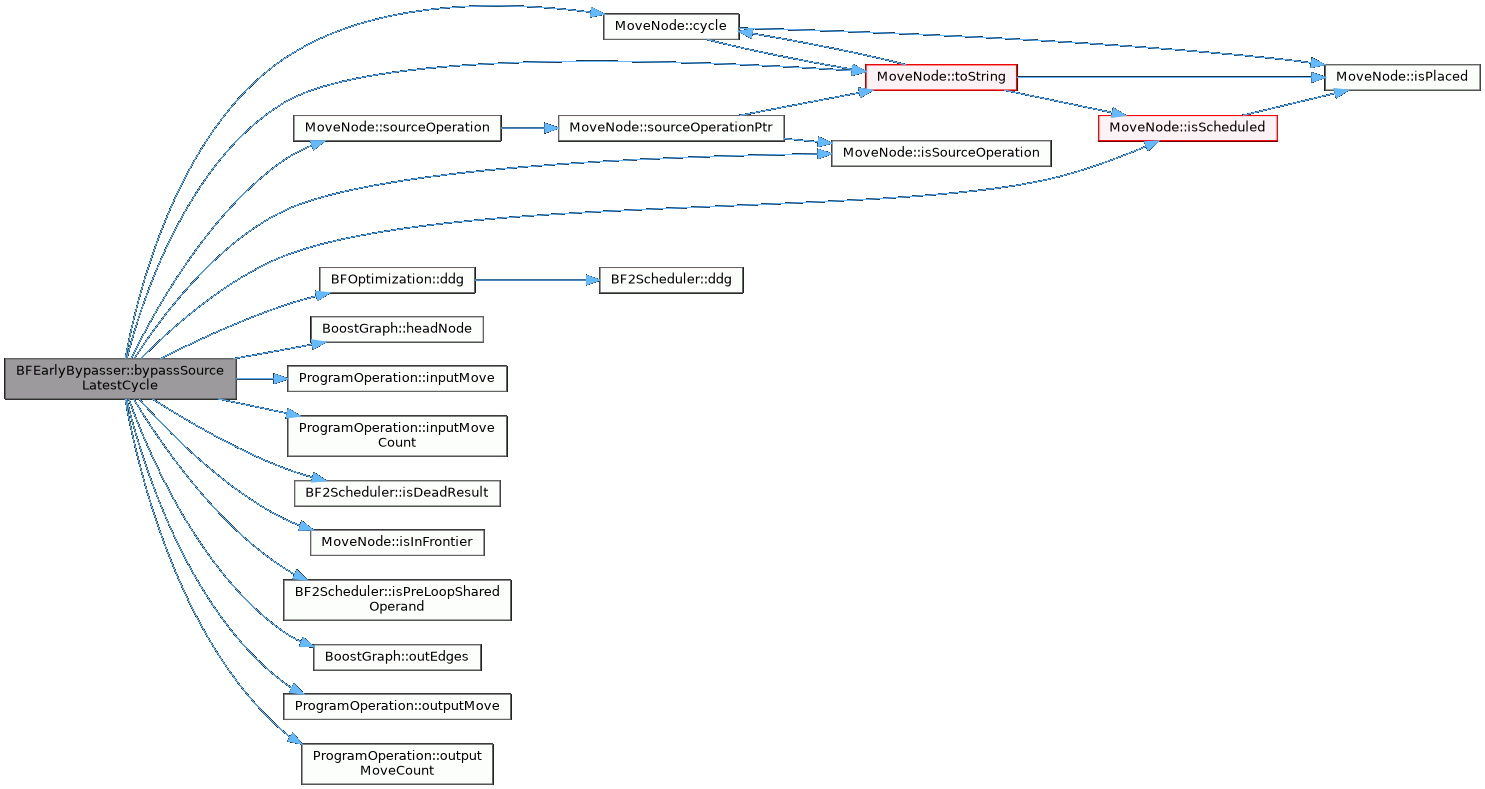 MoveNode::cycle
MoveNode::toString
MoveNode::isPlaced
MoveNode::sourceOperation
MoveNode::sourceOperationPtr
MoveNode::isScheduled
MoveNode::isSourceOperation
BFOptimization::ddg
BF2Scheduler::ddg
BoostGraph::headNode
BFEarlyBypasser::bypassSource
LatestCycle
ProgramOperation::inputMove
ProgramOperation::inputMove
Count
BF2Scheduler::isDeadResult
MoveNode::isInFrontier
BF2Scheduler::isPreLoopShared
Operand
BoostGraph::outEdges
ProgramOperation::outputMove
ProgramOperation::output
MoveCount